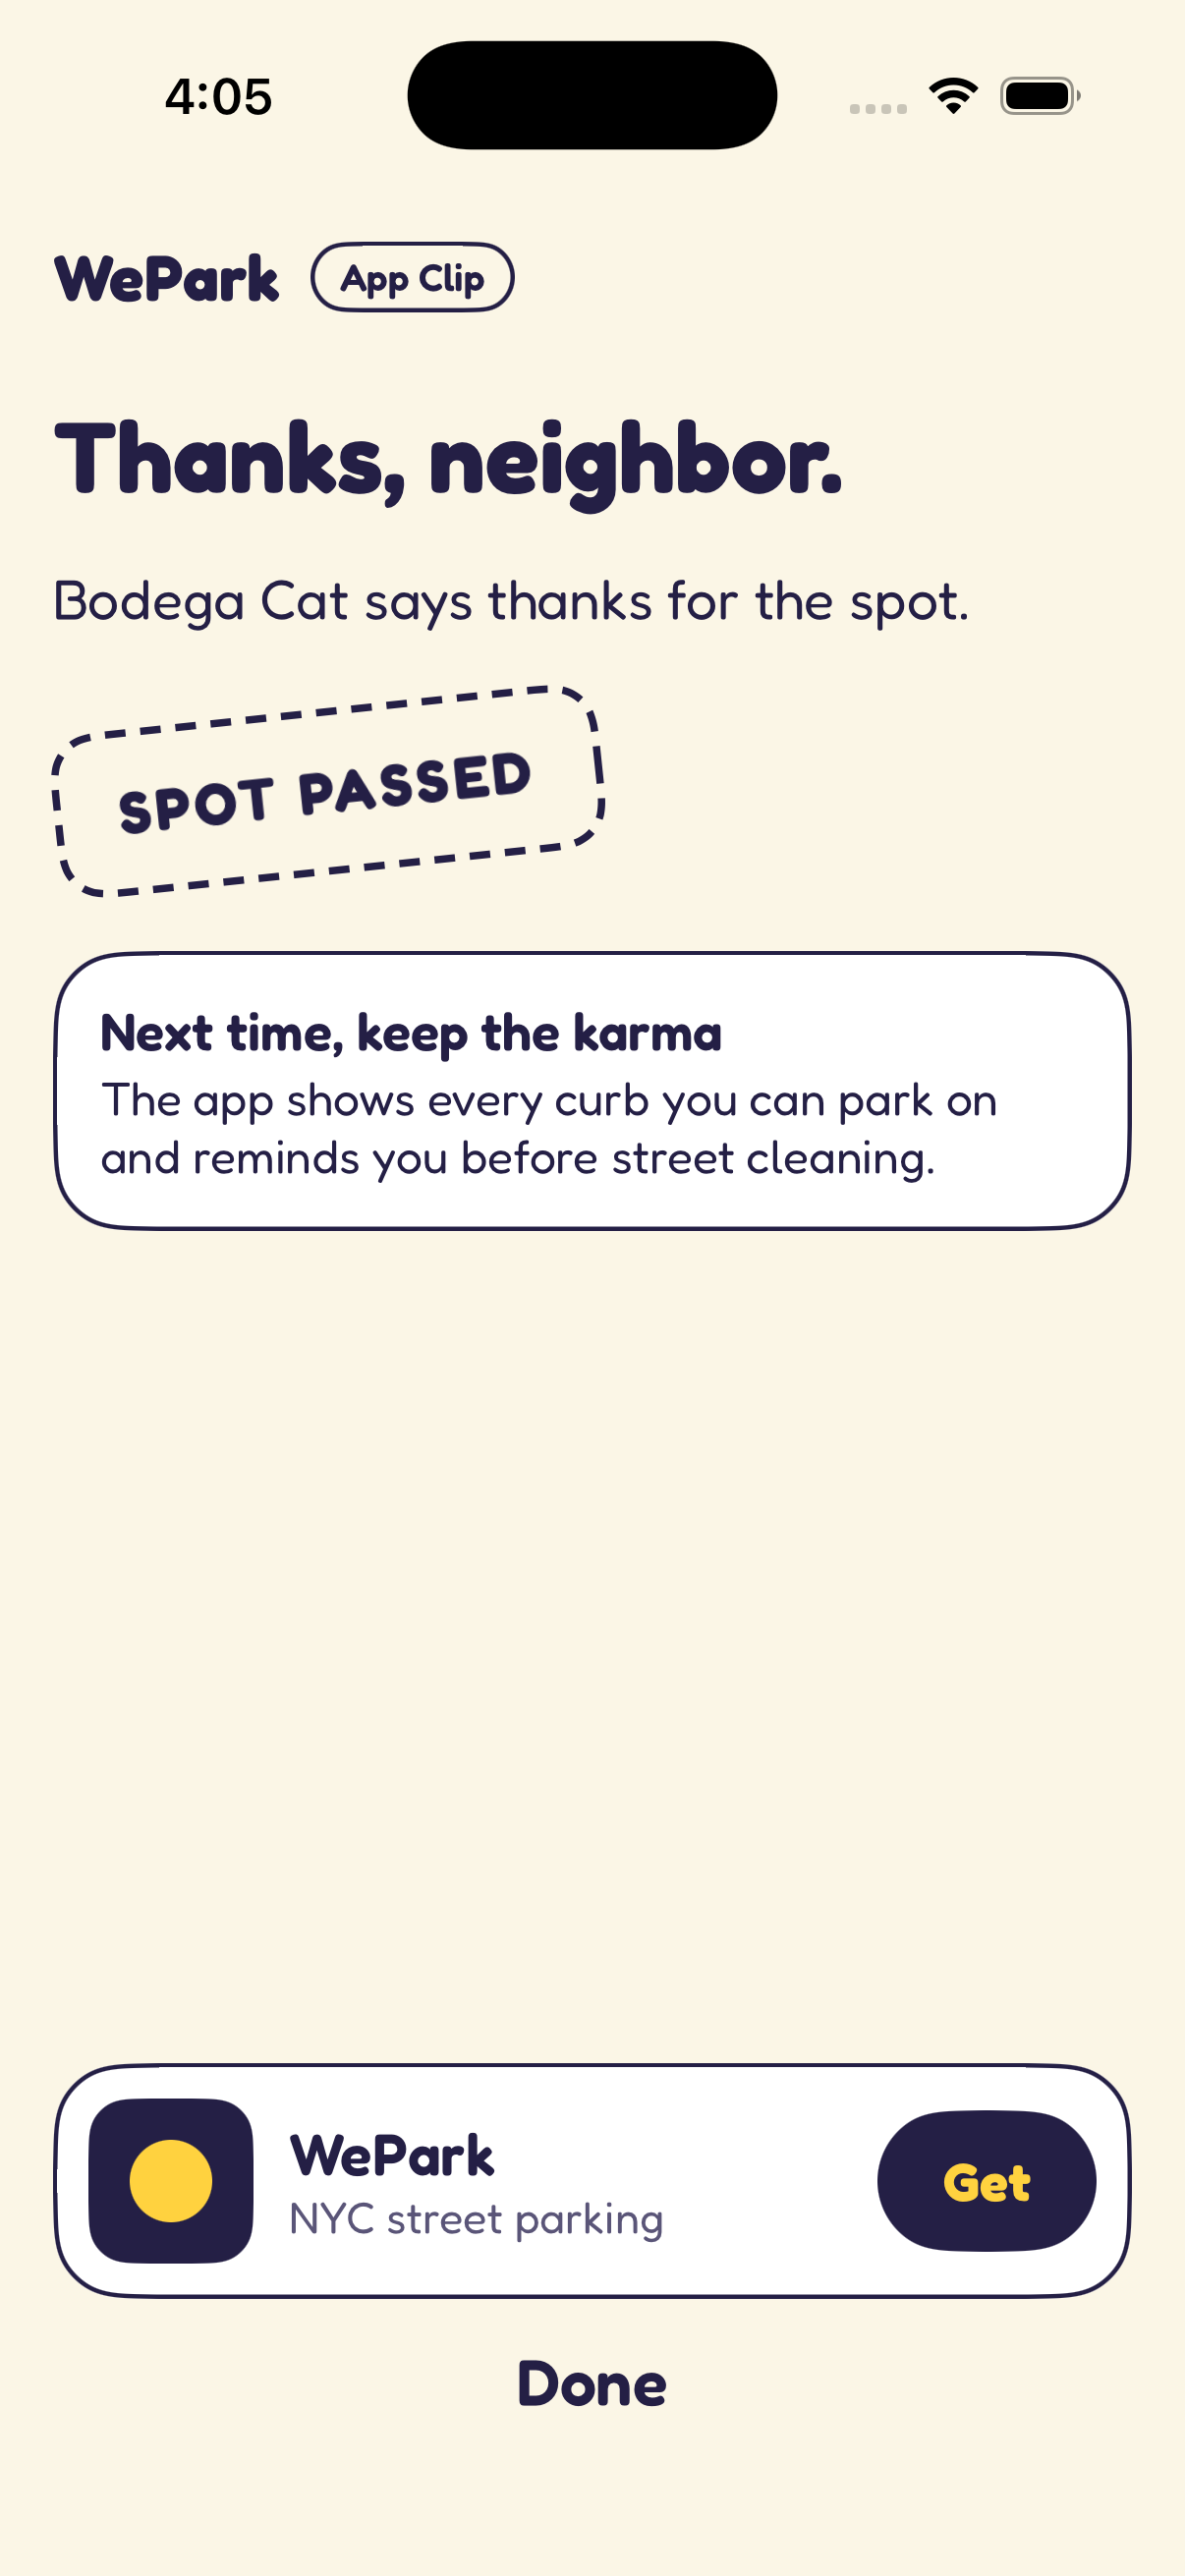 4:05
WePark
App Clip
Thanks, neighbor.
Bodega Cat says thanks for the spot.
SPOT PASSED
Next time, keep the karma
The app shows every curb you can park on
and reminds you before street cleaning.
WePark
NYC street parking
Get
Done